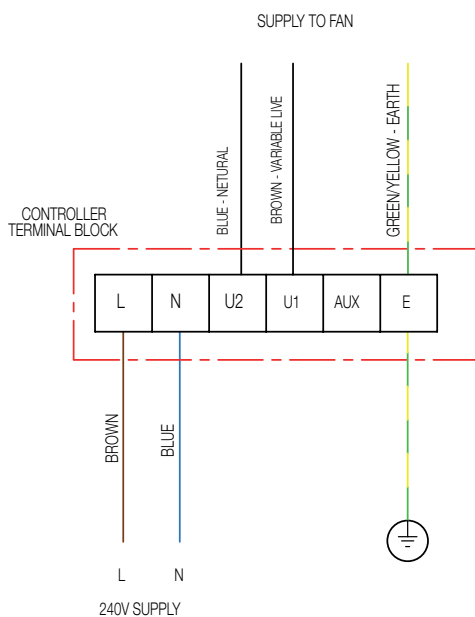 SUPPLY TO FAN
BLUE - NETURAL
BROWN - VARIABLE LIVE
GREEN/YELLOW - EARTH
CONTROLLER
TERMINAL BLOCK
L N U2 U1 AUX E
BROWN
BLUE
L N
240V SUPPLY